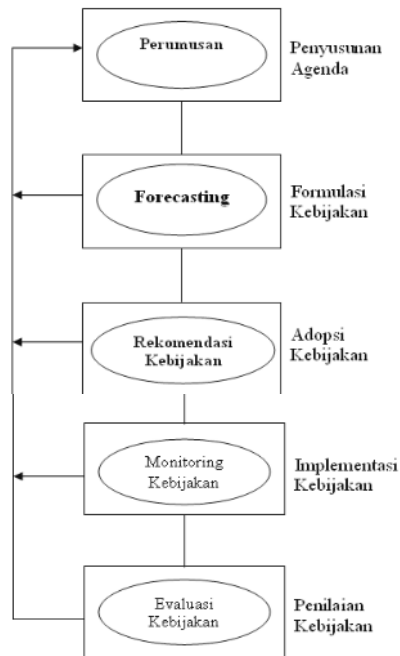 Perumusan
Penyusunan
Agenda
Forecasting
Formulasi
Kebijakan
Rekomendasi
Kebijakan
Adopsi
Kebijakan
Monitoring
Kebijakan
Implementasi
Kebijakan
Evaluasi
Kebijakan
Penilaian
Kebijakan